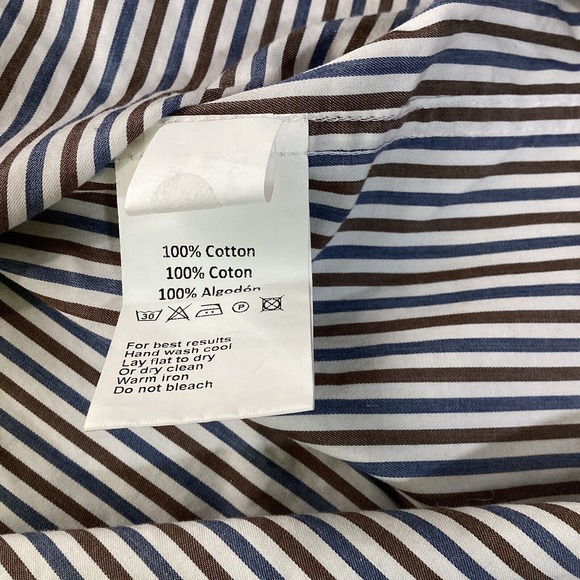 100% Cotton
100% Coton
100% Algodón
30 P
For best results
Hand wash cool
Lay flat to dry
Or dry clean
Warm iron
Do not bleach